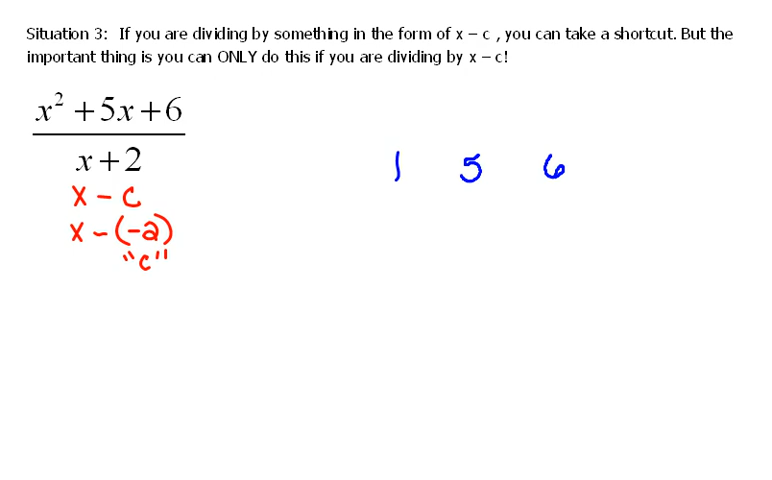 Situation 3: If you are dividing by something in the form of x – c , you can take a shortcut. But the
important thing is you can ONLY do this if you are dividing by x – c!
x² + 5x + 6
x + 2
x - c
x - (-2)
"c"
1 5 6